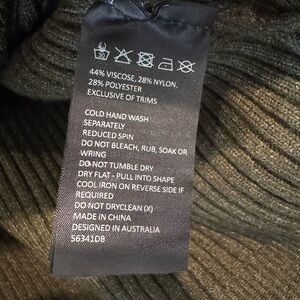 44% VISCOSE, 28% NYLON,
28% POLYESTER
EXCLUSIVE OF TRIMS
COLD HAND WASH
SEPARATELY
REDUCED SPIN
DO NOT BLEACH, RUB, SOAK OR
WRING
DO NOT TUMBLE DRY
DRY FLAT - PULL INTO SHAPE
COOL IRON ON REVERSE SIDE IF
REQUIRED
DO NOT DRYCLEAN (X)
MADE IN CHINA
DESIGNED IN AUSTRALIA
56341DB